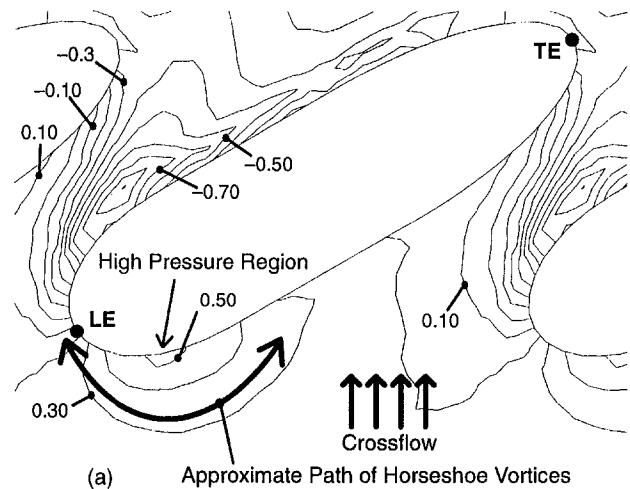 TE
−0.3
−0.10
0.10
−0.50
−0.70
High Pressure Region
0.50
LE
0.10
0.30
Crossflow
(a)
Approximate Path of Horseshoe Vortices